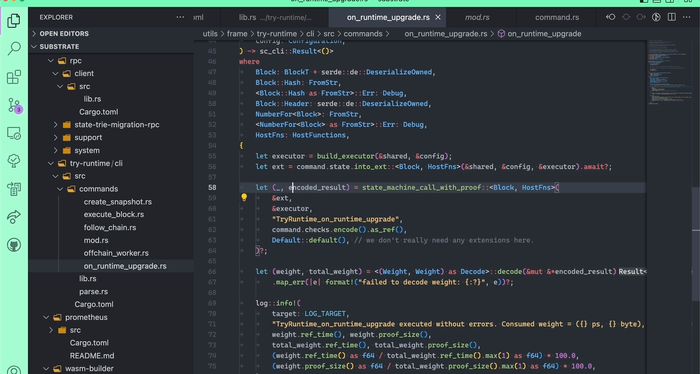 on_runtime_upgrade.rs — substrate
EXPLORER
OPEN EDITORS
SUBSTRATE
rpc
client
src
lib.rs
Cargo.toml
state-trie-migration-rpc
support
system
try-runtime/cli
src
commands
create_snapshot.rs
execute_block.rs
follow_chain.rs
mod.rs
offchain_worker.rs
on_runtime_upgrade.rs
lib.rs
parse.rs
Cargo.toml
prometheus
src
Cargo.toml
README.md
wasm-builder
lib.rs .../try-runtime/... on_runtime_upgrade.rs × mod.rs command.rs
utils > frame > try-runtime > cli > src > commands > on_runtime_upgrade.rs > on_runtime_upgrade
config: Configuration,
45 ) -> sc_cli::Result<()>
46 where
47 Block: BlockT + serde::de::DeserializeOwned,
48 Block::Hash: FromStr,
49 <Block::Hash as FromStr>::Err: Debug,
50 Block::Header: serde::de::DeserializeOwned,
51 NumberFor<Block>: FromStr,
52 <NumberFor<Block> as FromStr>::Err: Debug,
53 HostFns: HostFunctions,
54 {
55 let executor = build_executor(&shared, &config);
56 let ext = command.state.into_ext::<Block, HostFns>(&shared, &config, &executor).await?;
57
58 let (_, encoded_result) = state_machine_call_with_proof::<Block, HostFns>(
59 &ext,
60 &executor,
61 "TryRuntime_on_runtime_upgrade",
62 command.checks.encode().as_ref(),
63 Default::default(), // we don't really need any extensions here.
64 )?;
65
66 let (weight, total_weight) = <(Weight, Weight) as Decode>::decode(&mut &*encoded_result) Result<
67 .map_err(|e| format!("failed to decode weight: {:?}", e))?;
68
69 log::info!(
70 target: LOG_TARGET,
71 "TryRuntime_on_runtime_upgrade executed without errors. Consumed weight = ({} ps, {} byte),
72 weight.ref_time(), weight.proof_size(),
73 total_weight.ref_time(), total_weight.proof_size(),
74 (weight.ref_time() as f64 / total_weight.ref_time().max(1) as f64) * 100.0,
75 (weight.proof_size() as f64 / total_weight.proof_size().max(1) as f64) * 100.0,